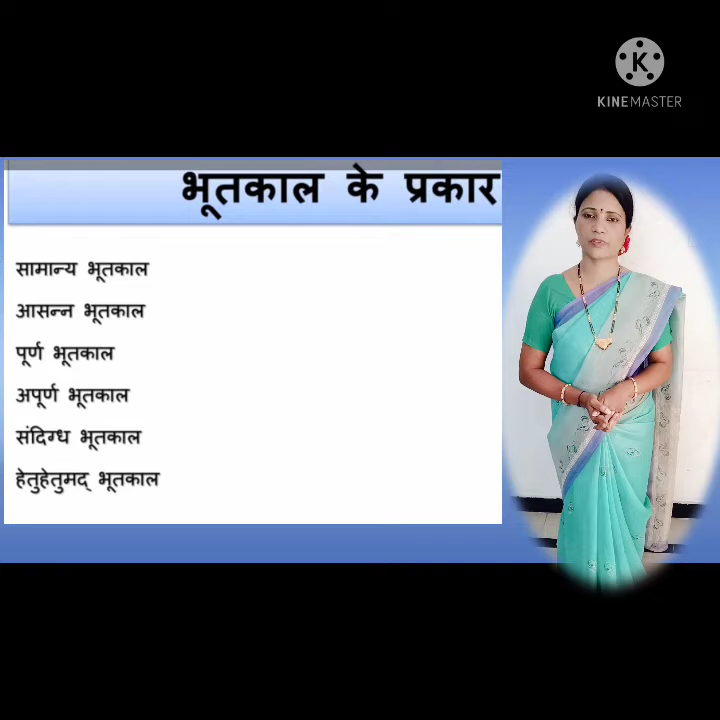 KINEMASTER
भूतकाल के प्रकार
सामान्य भूतकाल
आसन्न भूतकाल
पूर्ण भूतकाल
अपूर्ण भूतकाल
संदिग्ध भूतकाल
हेतुहेतुमद् भूतकाल